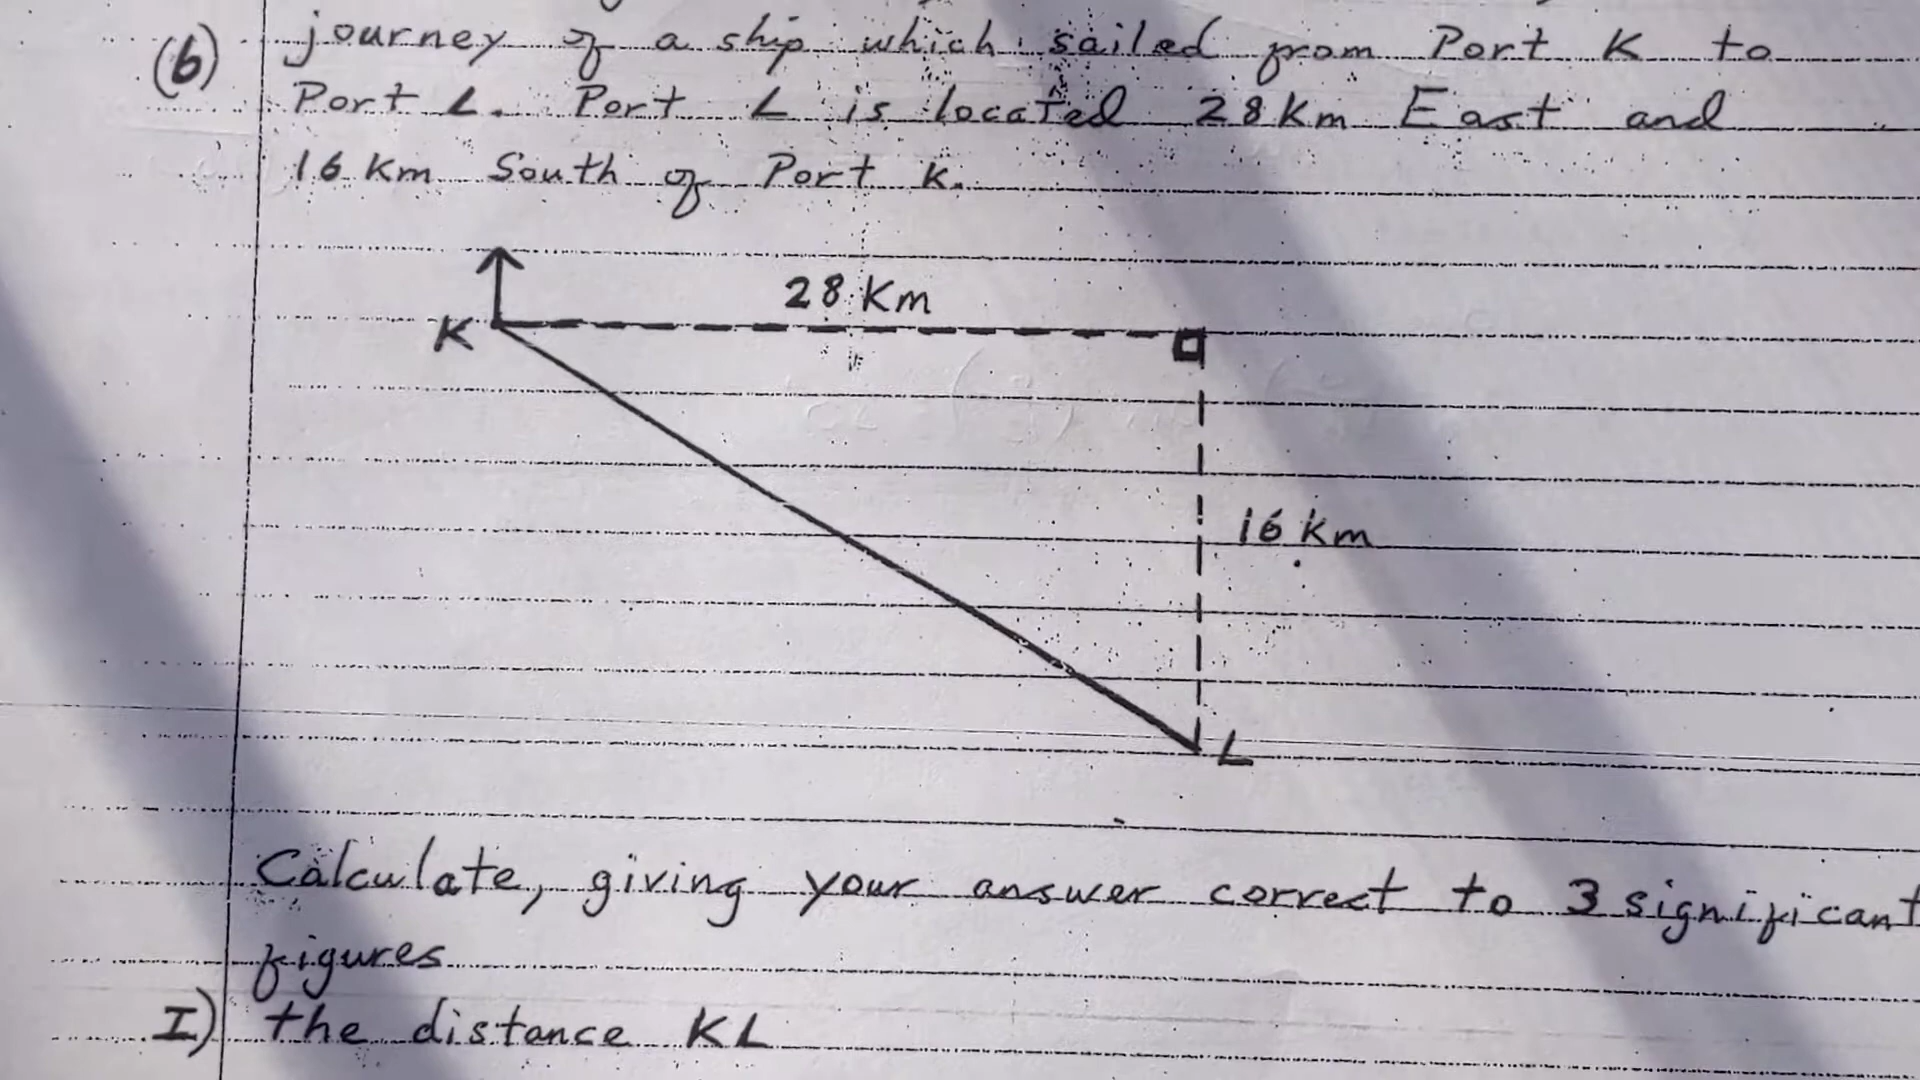 (b) journey of a ship which sailed from Port K to
Port L. Port L is located 28 Km East and
16 Km South of Port K.
28 Km
K
16 Km
L
Calculate, giving your answer correct to 3 significant
figures
I) the distance KL